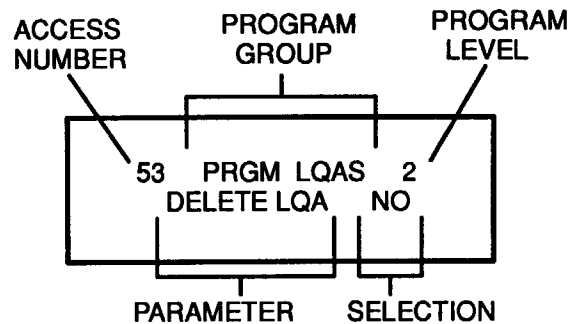 ACCESS NUMBER
PROGRAM GROUP
PROGRAM LEVEL
53 PRGM LQAS 2
DELETE LQA NO
PARAMETER SELECTION